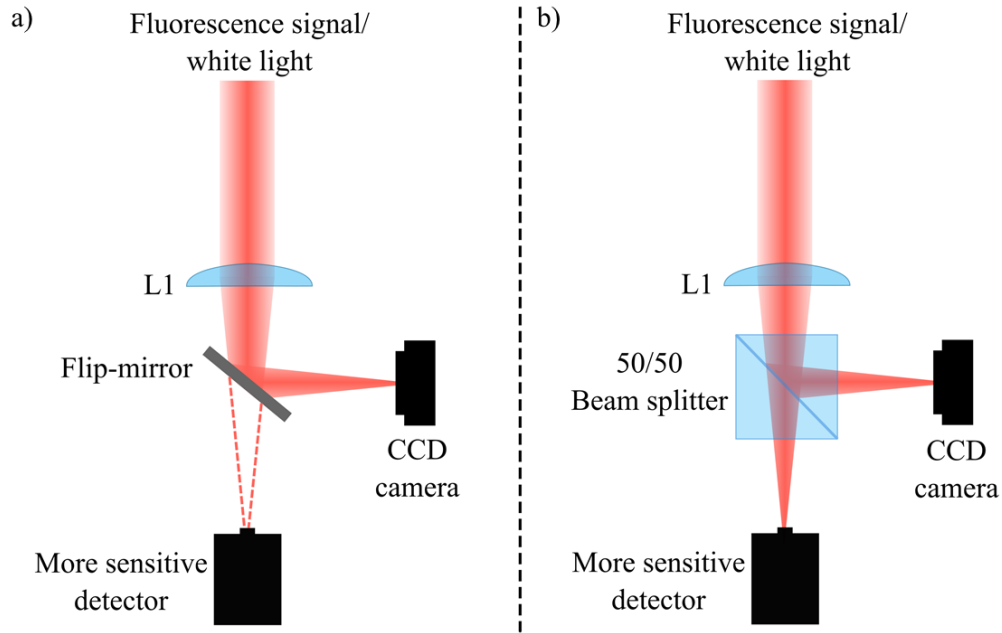 a)
Fluorescence signal/
white light
L1
Flip-mirror
CCD
camera
More sensitive
detector
b)
Fluorescence signal/
white light
L1
50/50
Beam splitter
CCD
camera
More sensitive
detector